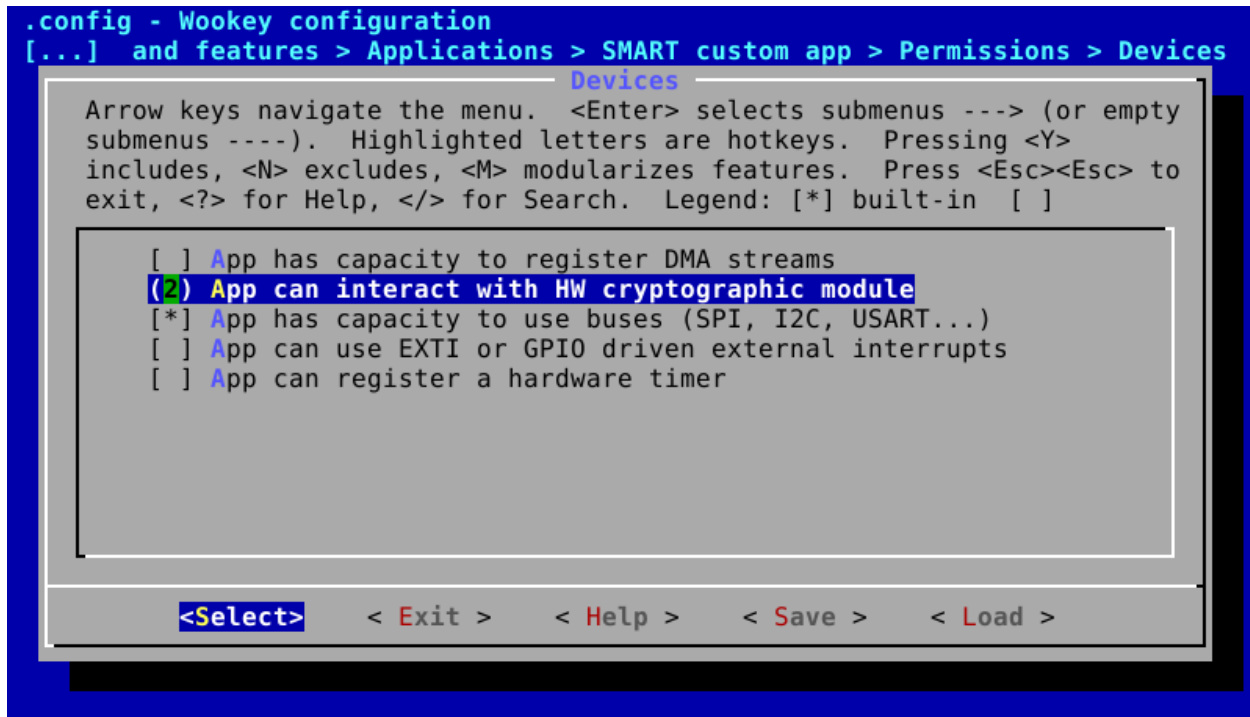 .config - Wookey configuration
[...]  and features > Applications > SMART custom app > Permissions > Devices
Devices
Arrow keys navigate the menu.  <Enter> selects submenus ---> (or empty
submenus ----).  Highlighted letters are hotkeys.  Pressing <Y>
includes, <N> excludes, <M> modularizes features.  Press <Esc><Esc> to
exit, <?> for Help, </> for Search.  Legend: [*] built-in  [ ]
[ ] App has capacity to register DMA streams
(2) App can interact with HW cryptographic module
[*] App has capacity to use buses (SPI, I2C, USART...)
[ ] App can use EXTI or GPIO driven external interrupts
[ ] App can register a hardware timer
<Select>    < Exit >    < Help >    < Save >    < Load >